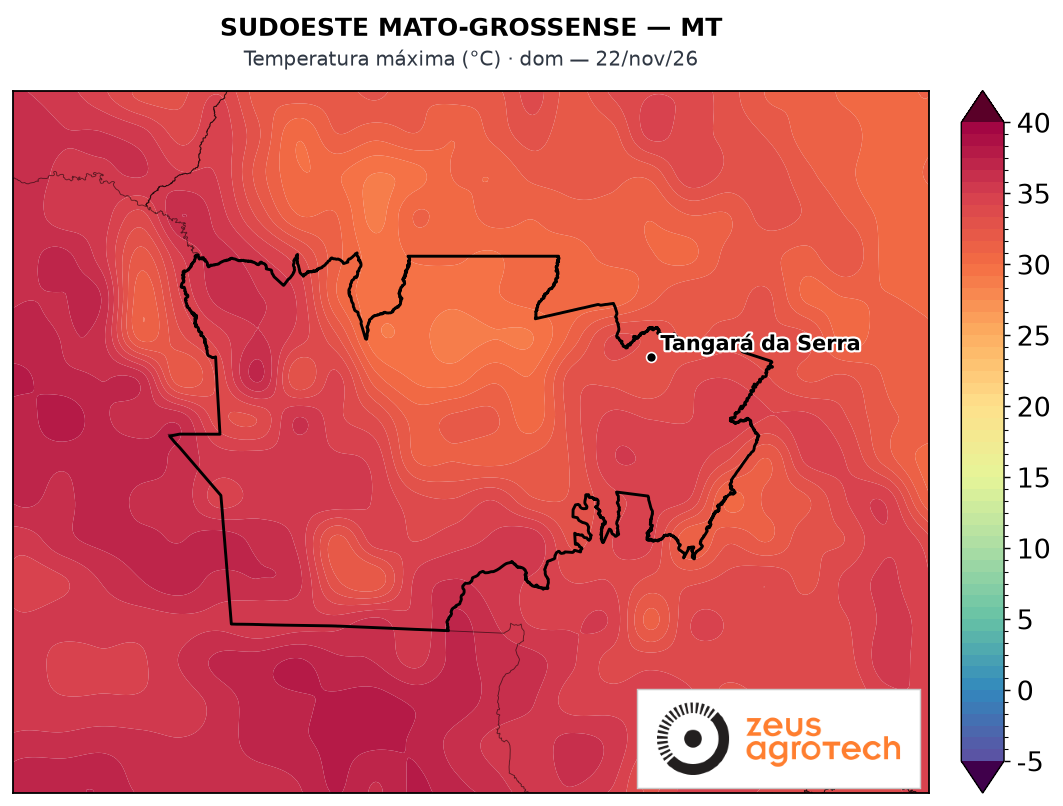 SUDOESTE MATO-GROSSENSE — MT
Temperatura máxima (°C) · dom — 22/nov/26
Tangará da Serra
40
35
30
25
20
15
10
5
0
-5
zeus
agrotech